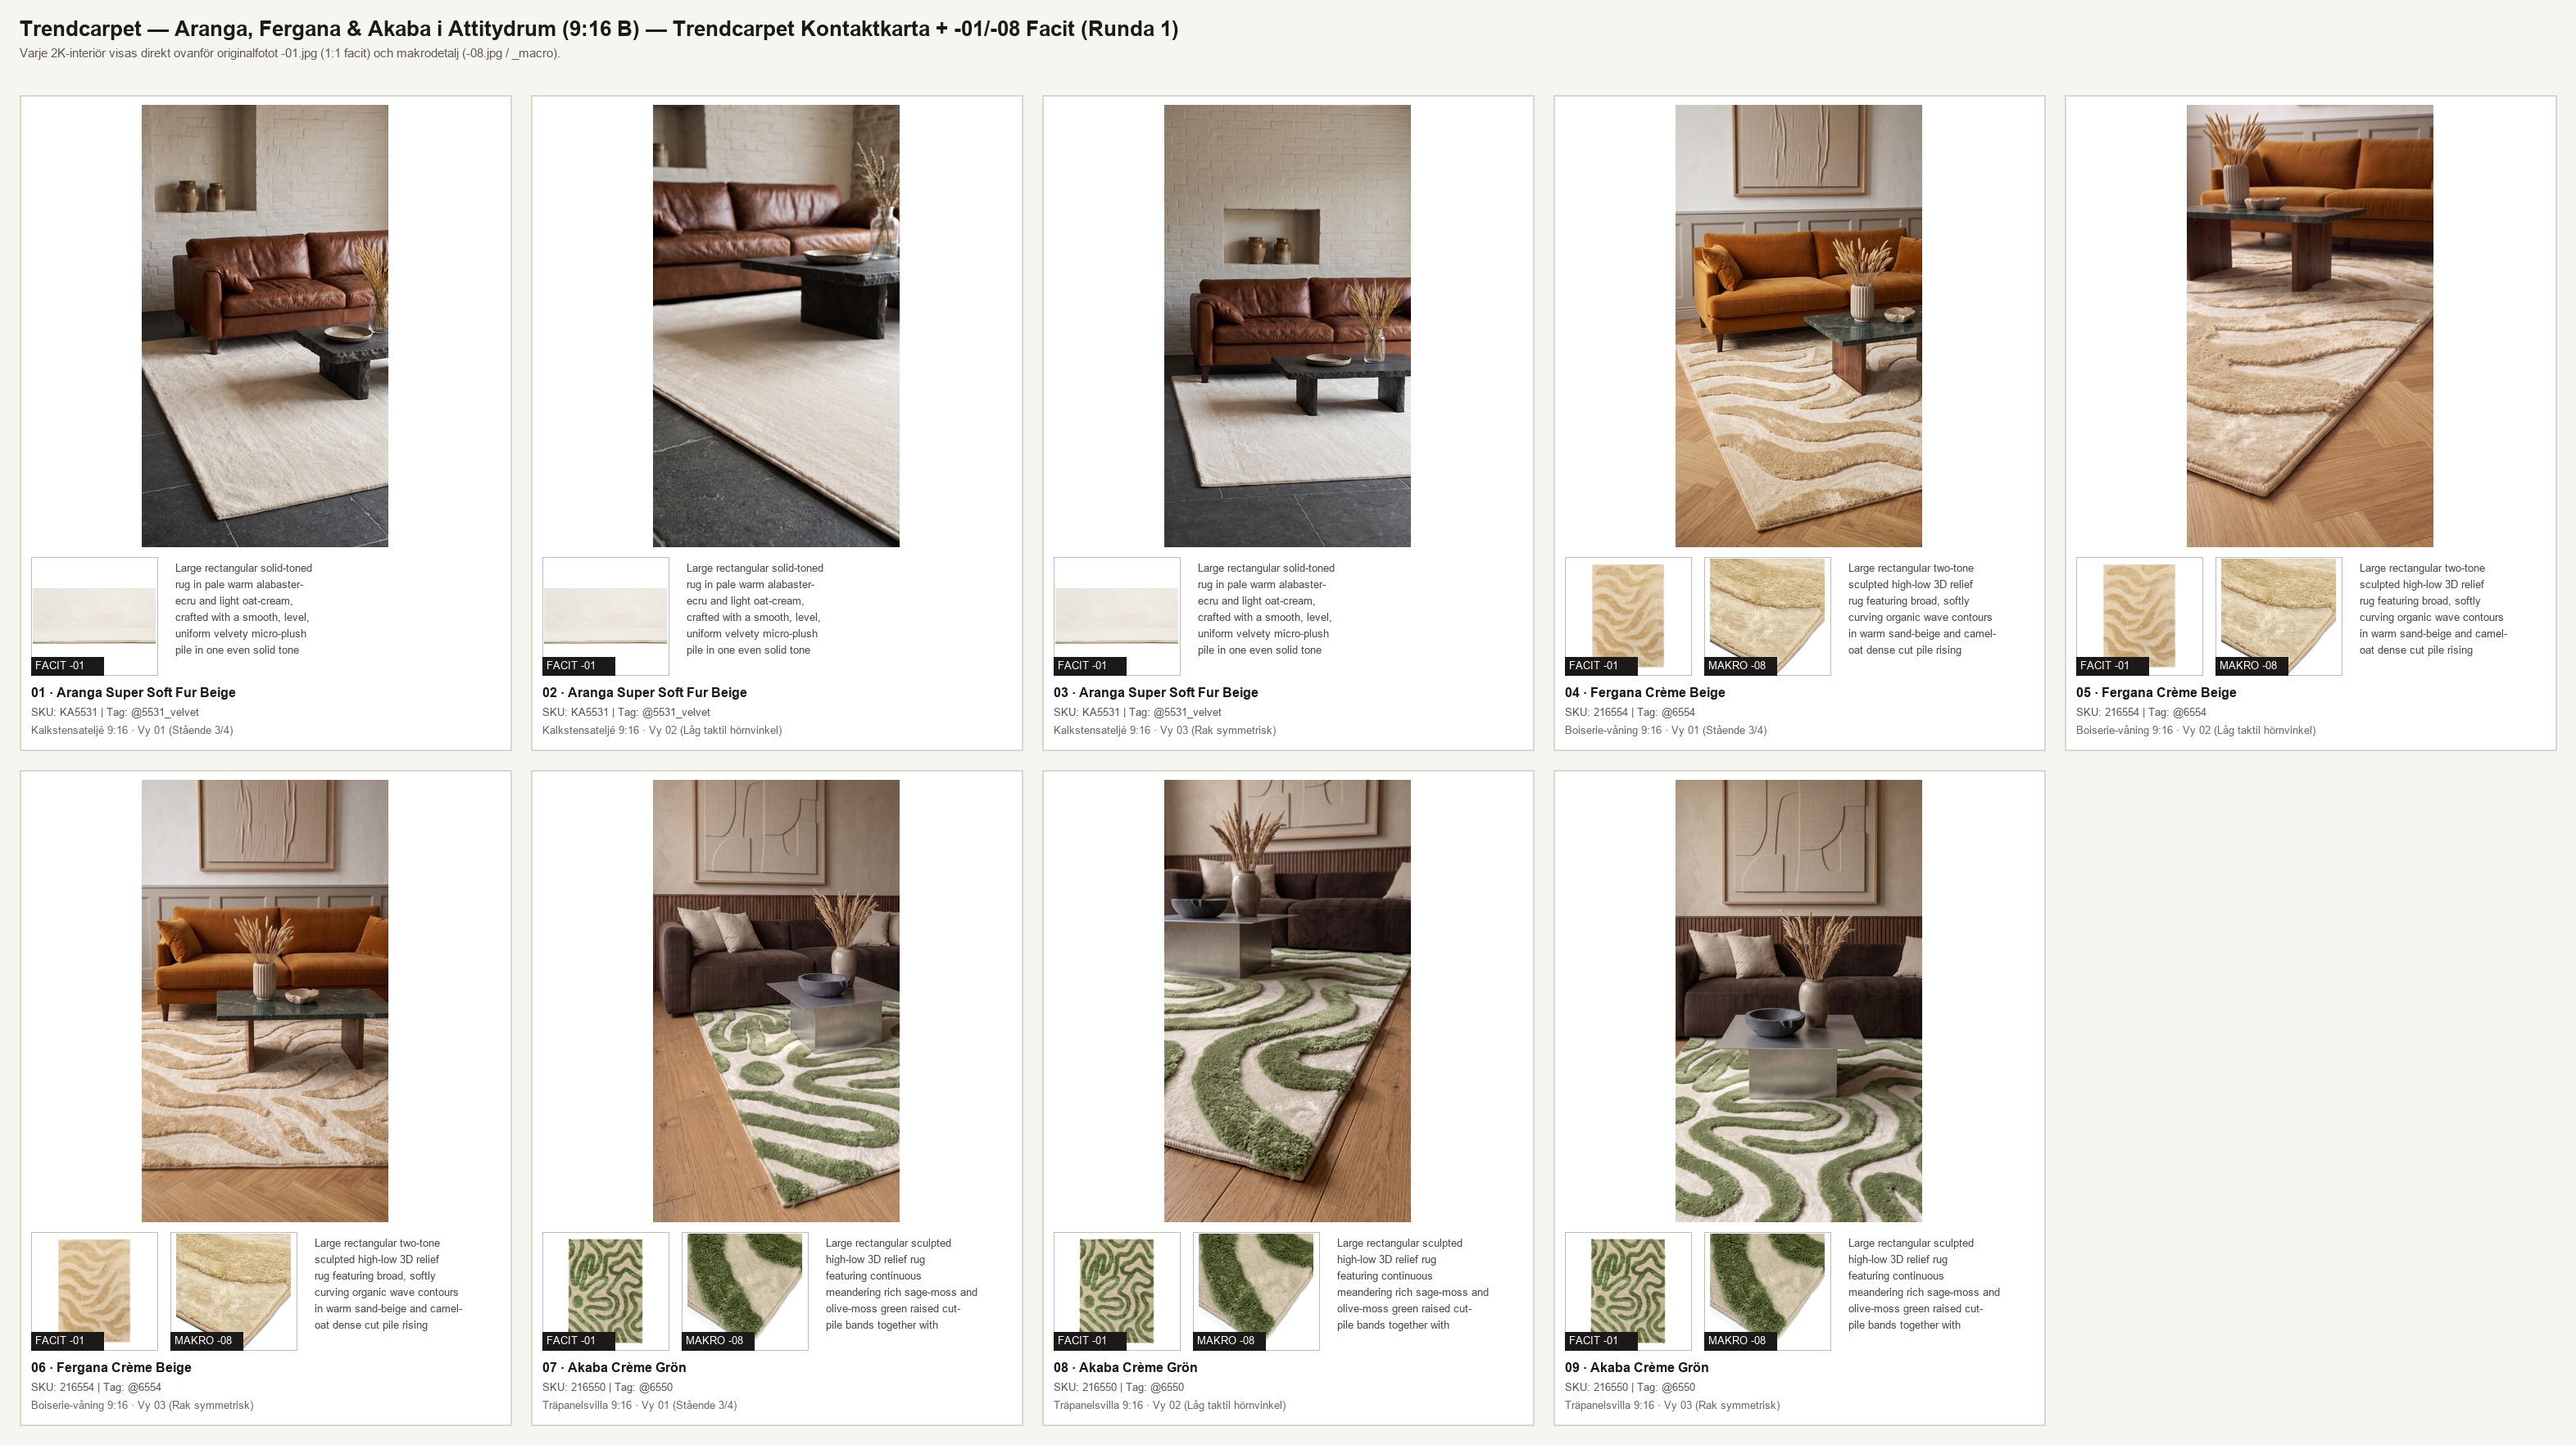 Trendcarpet — Aranga, Fergana & Akaba i Attitydrum (9:16 B) — Trendcarpet Kontaktkarta + -01/-08 Facit (Runda 1)
Varje 2K-interiör visas direkt ovanför originalfotot -01.jpg (1:1 facit) och makrodetalj (-08.jpg / _macro).
FACIT -01
Large rectangular solid-toned
rug in pale warm alabaster-
ecru and light oat-cream,
crafted with a smooth, level,
uniform velvety micro-plush
pile in one even solid tone
01 · Aranga Super Soft Fur Beige
SKU: KA5531 | Tag: @5531_velvet
Kalkstensateljé 9:16 · Vy 01 (Stående 3/4)
FACIT -01
Large rectangular solid-toned
rug in pale warm alabaster-
ecru and light oat-cream,
crafted with a smooth, level,
uniform velvety micro-plush
pile in one even solid tone
02 · Aranga Super Soft Fur Beige
SKU: KA5531 | Tag: @5531_velvet
Kalkstensateljé 9:16 · Vy 02 (Låg taktil hörnvinkel)
FACIT -01
Large rectangular solid-toned
rug in pale warm alabaster-
ecru and light oat-cream,
crafted with a smooth, level,
uniform velvety micro-plush
pile in one even solid tone
03 · Aranga Super Soft Fur Beige
SKU: KA5531 | Tag: @5531_velvet
Kalkstensateljé 9:16 · Vy 03 (Rak symmetrisk)
FACIT -01
MAKRO -08
Large rectangular two-tone
sculpted high-low 3D relief
rug featuring broad, softly
curving organic wave contours
in warm sand-beige and camel-
oat dense cut pile rising
04 · Fergana Crème Beige
SKU: 216554 | Tag: @6554
Boiserie-våning 9:16 · Vy 01 (Stående 3/4)
FACIT -01
MAKRO -08
Large rectangular two-tone
sculpted high-low 3D relief
rug featuring broad, softly
curving organic wave contours
in warm sand-beige and camel-
oat dense cut pile rising
05 · Fergana Crème Beige
SKU: 216554 | Tag: @6554
Boiserie-våning 9:16 · Vy 02 (Låg taktil hörnvinkel)
FACIT -01
MAKRO -08
Large rectangular two-tone
sculpted high-low 3D relief
rug featuring broad, softly
curving organic wave contours
in warm sand-beige and camel-
oat dense cut pile rising
06 · Fergana Crème Beige
SKU: 216554 | Tag: @6554
Boiserie-våning 9:16 · Vy 03 (Rak symmetrisk)
FACIT -01
MAKRO -08
Large rectangular sculpted
high-low 3D relief rug
featuring continuous
meandering rich sage-moss and
olive-moss green raised cut-
pile bands together with
07 · Akaba Crème Grön
SKU: 216550 | Tag: @6550
Träpanelsvilla 9:16 · Vy 01 (Stående 3/4)
FACIT -01
MAKRO -08
Large rectangular sculpted
high-low 3D relief rug
featuring continuous
meandering rich sage-moss and
olive-moss green raised cut-
pile bands together with
08 · Akaba Crème Grön
SKU: 216550 | Tag: @6550
Träpanelsvilla 9:16 · Vy 02 (Låg taktil hörnvinkel)
FACIT -01
MAKRO -08
Large rectangular sculpted
high-low 3D relief rug
featuring continuous
meandering rich sage-moss and
olive-moss green raised cut-
pile bands together with
09 · Akaba Crème Grön
SKU: 216550 | Tag: @6550
Träpanelsvilla 9:16 · Vy 03 (Rak symmetrisk)